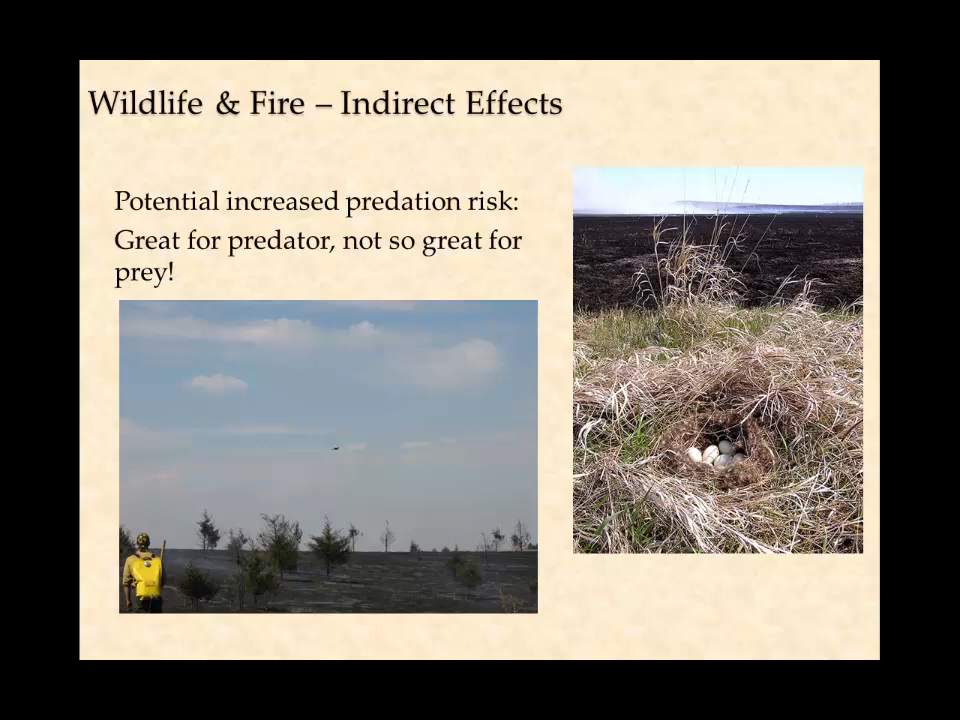 Wildlife & Fire – Indirect Effects
Potential increased predation risk:
Great for predator, not so great for
prey!